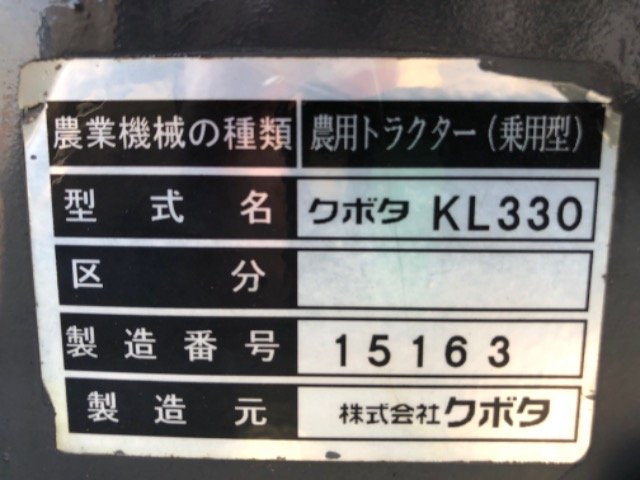 農業機械の種類 農用トラクター(乗用型)
型式名 クボタ KL330
区分
製造番号 15163
製造元 株式会社クボタ